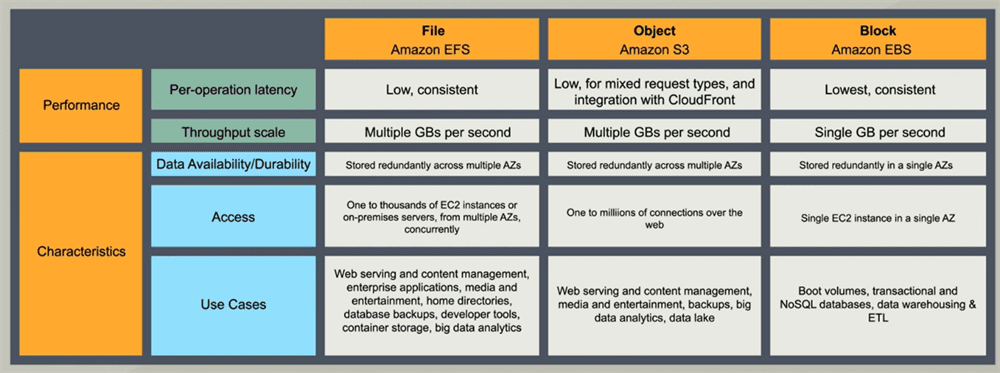 File
Amazon EFS
Object
Amazon S3
Block
Amazon EBS
Performance
Per-operation latency
Low, consistent
Low, for mixed request types, and
integration with CloudFront
Lowest, consistent
Throughput scale
Multiple GBs per second
Multiple GBs per second
Single GB per second
Characteristics
Data Availability/Durability
Stored redundantly across multiple AZs
Stored redundantly across multiple AZs
Stored redundantly in a single AZs
Access
One to thousands of EC2 instances or
on-premises servers, from multiple AZs,
concurrently
One to milliions of connections over the
web
Single EC2 instance in a single AZ
Use Cases
Web serving and content management,
enterprise applications, media and
entertainment, home directories,
database backups, developer tools,
container storage, big data analytics
Web serving and content management,
media and entertainment, backups, big
data analytics, data lake
Boot volumes, transactional and
NoSQL databases, data warehousing &
ETL